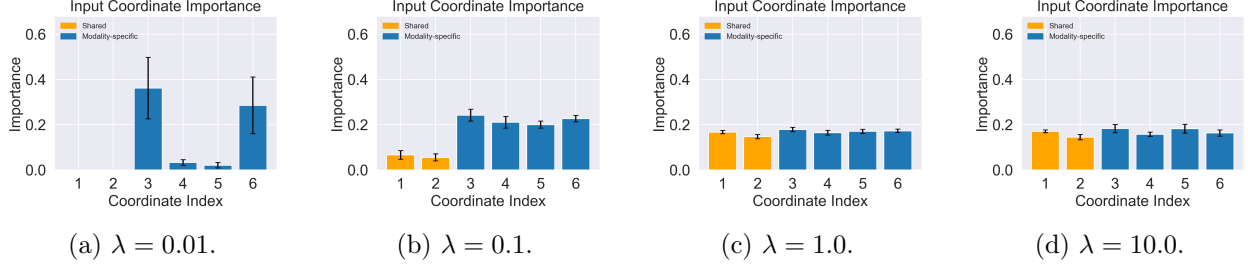 Input Coordinate Importance
Shared
Modality-specific
0.6
0.4
0.2
0.0
Importance
1 2 3 4 5 6
Coordinate Index
(a) λ = 0.01.
Input Coordinate Importance
Shared
Modality-specific
0.6
0.4
0.2
0.0
Importance
1 2 3 4 5 6
Coordinate Index
(b) λ = 0.1.
Input Coordinate Importance
Shared
Modality-specific
0.6
0.4
0.2
0.0
Importance
1 2 3 4 5 6
Coordinate Index
(c) λ = 1.0.
Input Coordinate Importance
Shared
Modality-specific
0.6
0.4
0.2
0.0
Importance
1 2 3 4 5 6
Coordinate Index
(d) λ = 10.0.